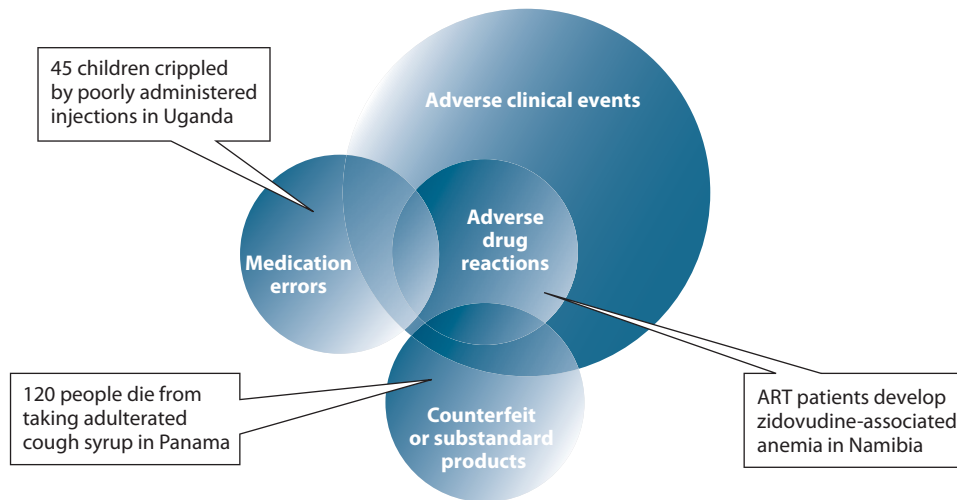 45 children crippled
by poorly administered
injections in Uganda
Adverse clinical events
Adverse
drug
reactions
Medication
errors
120 people die from
taking adulterated
cough syrup in Panama
Counterfeit
or substandard
products
ART patients develop
zidovudine-associated
anemia in Namibia